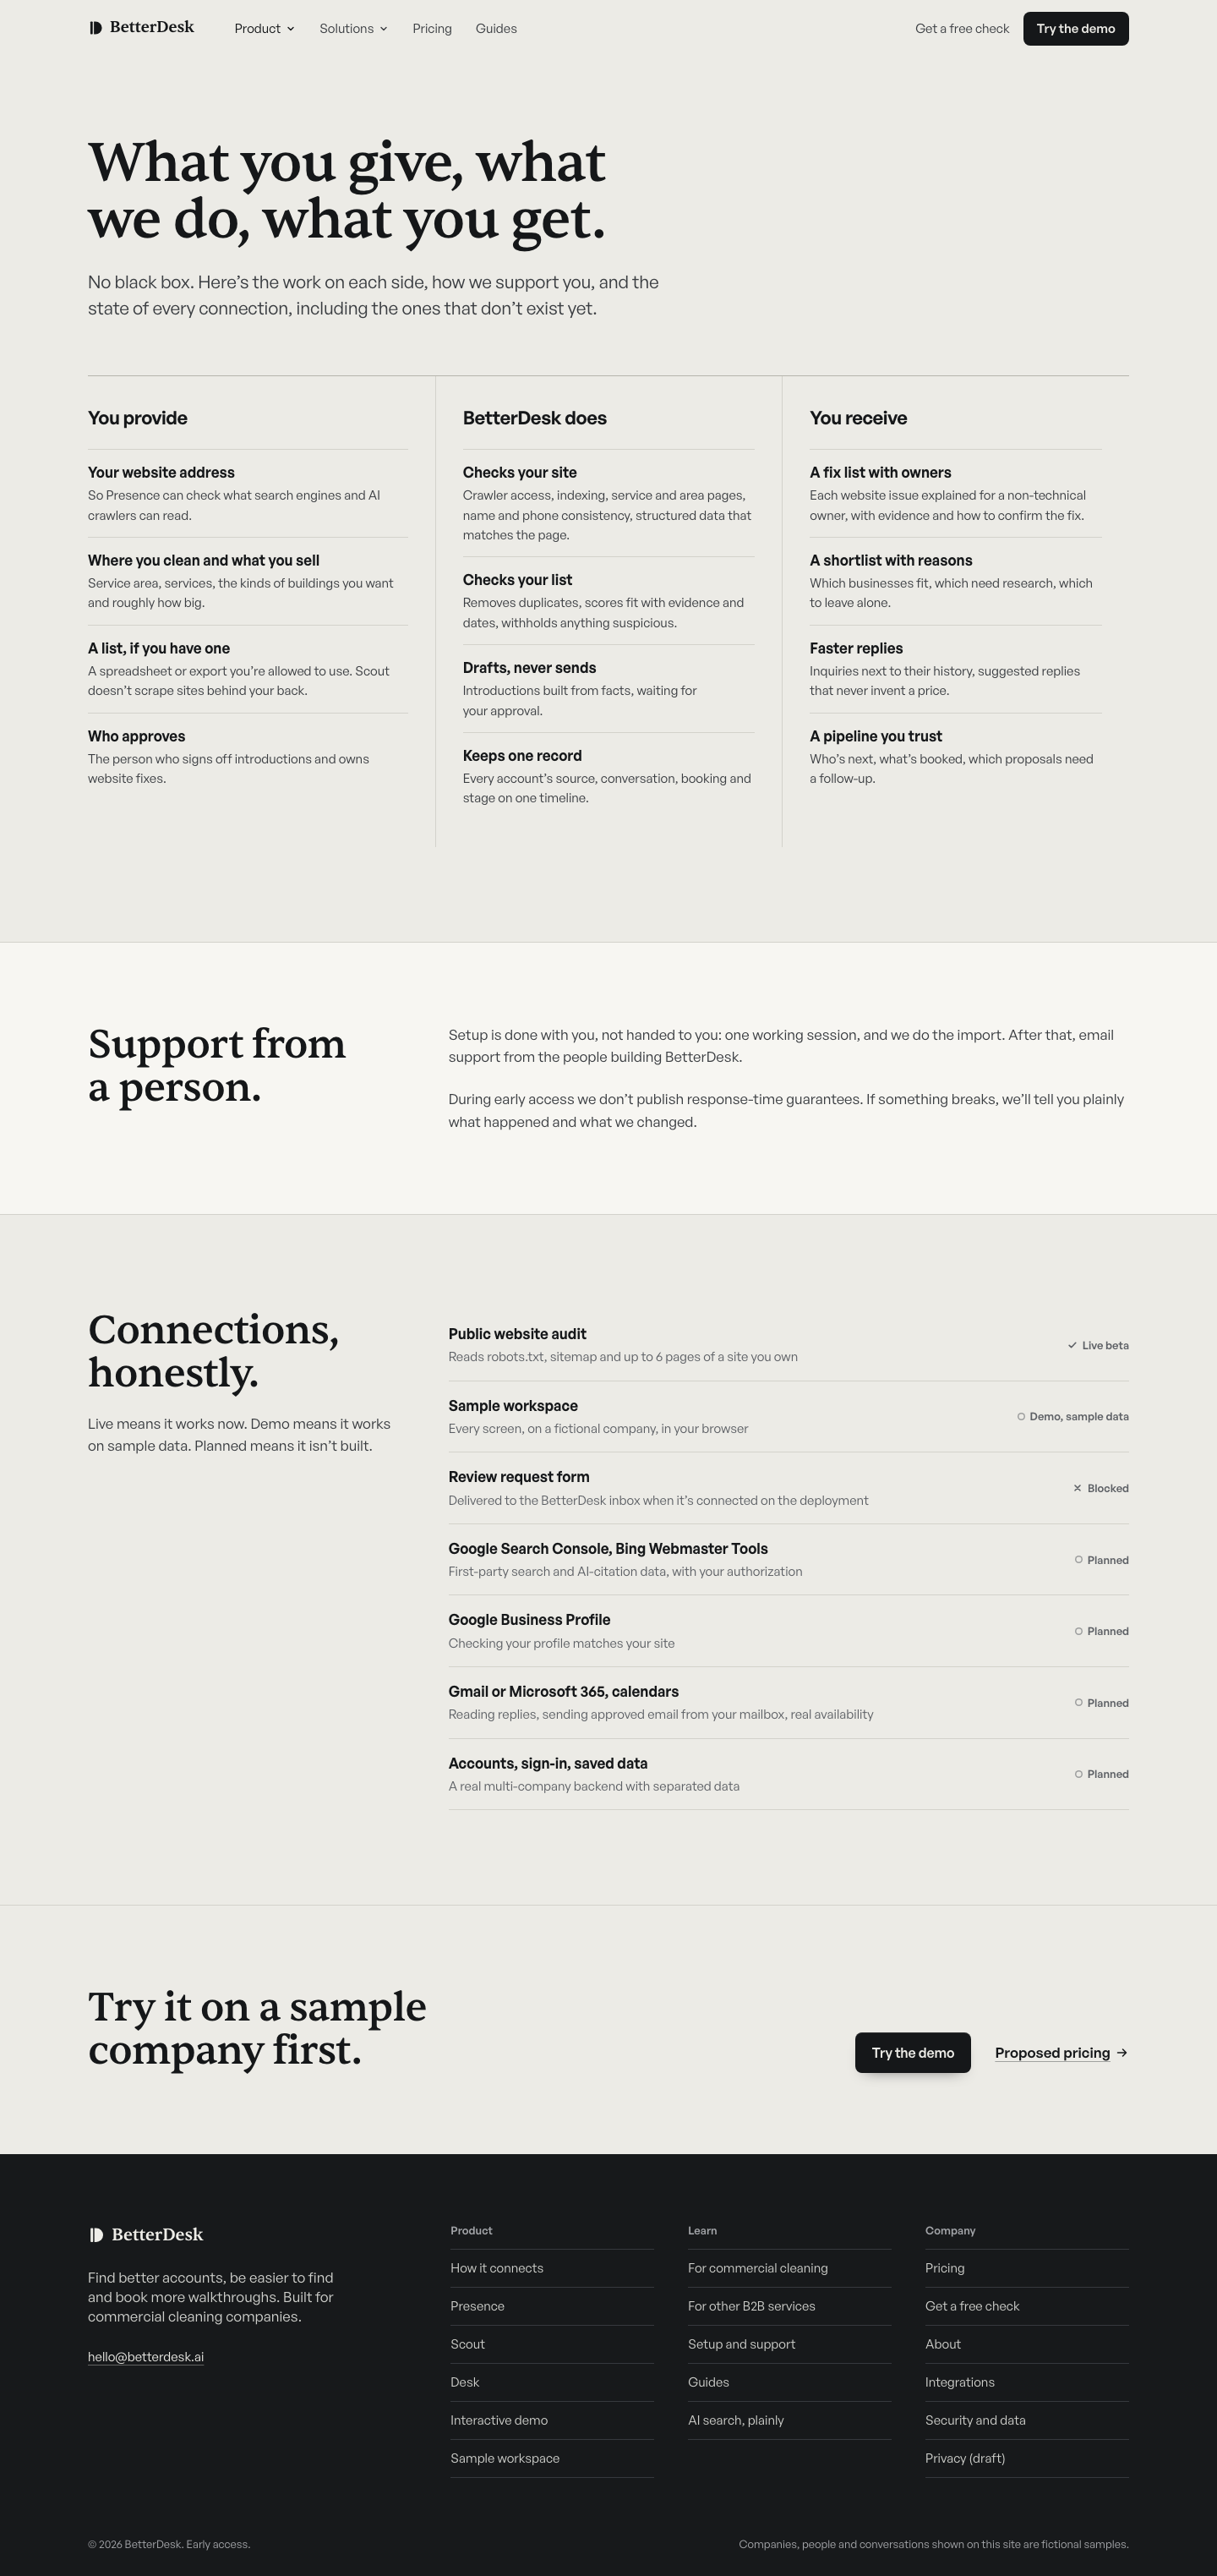 BetterDesk
Product
Solutions
Pricing
Guides
Get a free check
Try the demo
What you give, what
we do, what you get.
No black box. Here’s the work on each side, how we support you, and the
state of every connection, including the ones that don’t exist yet.
You provide
Your website address
So Presence can check what search engines and AI
crawlers can read.
Where you clean and what you sell
Service area, services, the kinds of buildings you want
and roughly how big.
A list, if you have one
A spreadsheet or export you’re allowed to use. Scout
doesn’t scrape sites behind your back.
Who approves
The person who signs off introductions and owns
website fixes.
BetterDesk does
Checks your site
Crawler access, indexing, service and area pages,
name and phone consistency, structured data that
matches the page.
Checks your list
Removes duplicates, scores fit with evidence and
dates, withholds anything suspicious.
Drafts, never sends
Introductions built from facts, waiting for
your approval.
Keeps one record
Every account’s source, conversation, booking and
stage on one timeline.
You receive
A fix list with owners
Each website issue explained for a non-technical
owner, with evidence and how to confirm the fix.
A shortlist with reasons
Which businesses fit, which need research, which
to leave alone.
Faster replies
Inquiries next to their history, suggested replies
that never invent a price.
A pipeline you trust
Who’s next, what’s booked, which proposals need
a follow-up.
Support from
a person.
Setup is done with you, not handed to you: one working session, and we do the import. After that, email
support from the people building BetterDesk.
During early access we don’t publish response-time guarantees. If something breaks, we’ll tell you plainly
what happened and what we changed.
Connections,
honestly.
Live means it works now. Demo means it works
on sample data. Planned means it isn’t built.
Public website audit
Reads robots.txt, sitemap and up to 6 pages of a site you own
Live beta
Sample workspace
Every screen, on a fictional company, in your browser
Demo, sample data
Review request form
Delivered to the BetterDesk inbox when it’s connected on the deployment
Blocked
Google Search Console, Bing Webmaster Tools
First-party search and AI-citation data, with your authorization
Planned
Google Business Profile
Checking your profile matches your site
Planned
Gmail or Microsoft 365, calendars
Reading replies, sending approved email from your mailbox, real availability
Planned
Accounts, sign-in, saved data
A real multi-company backend with separated data
Planned
Try it on a sample
company first.
Try the demo
Proposed pricing →
BetterDesk
Find better accounts, be easier to find
and book more walkthroughs. Built for
commercial cleaning companies.
hello@betterdesk.ai
Product
How it connects
Presence
Scout
Desk
Interactive demo
Sample workspace
Learn
For commercial cleaning
For other B2B services
Setup and support
Guides
AI search, plainly
Company
Pricing
Get a free check
About
Integrations
Security and data
Privacy (draft)
© 2026 BetterDesk. Early access.
Companies, people and conversations shown on this site are fictional samples.